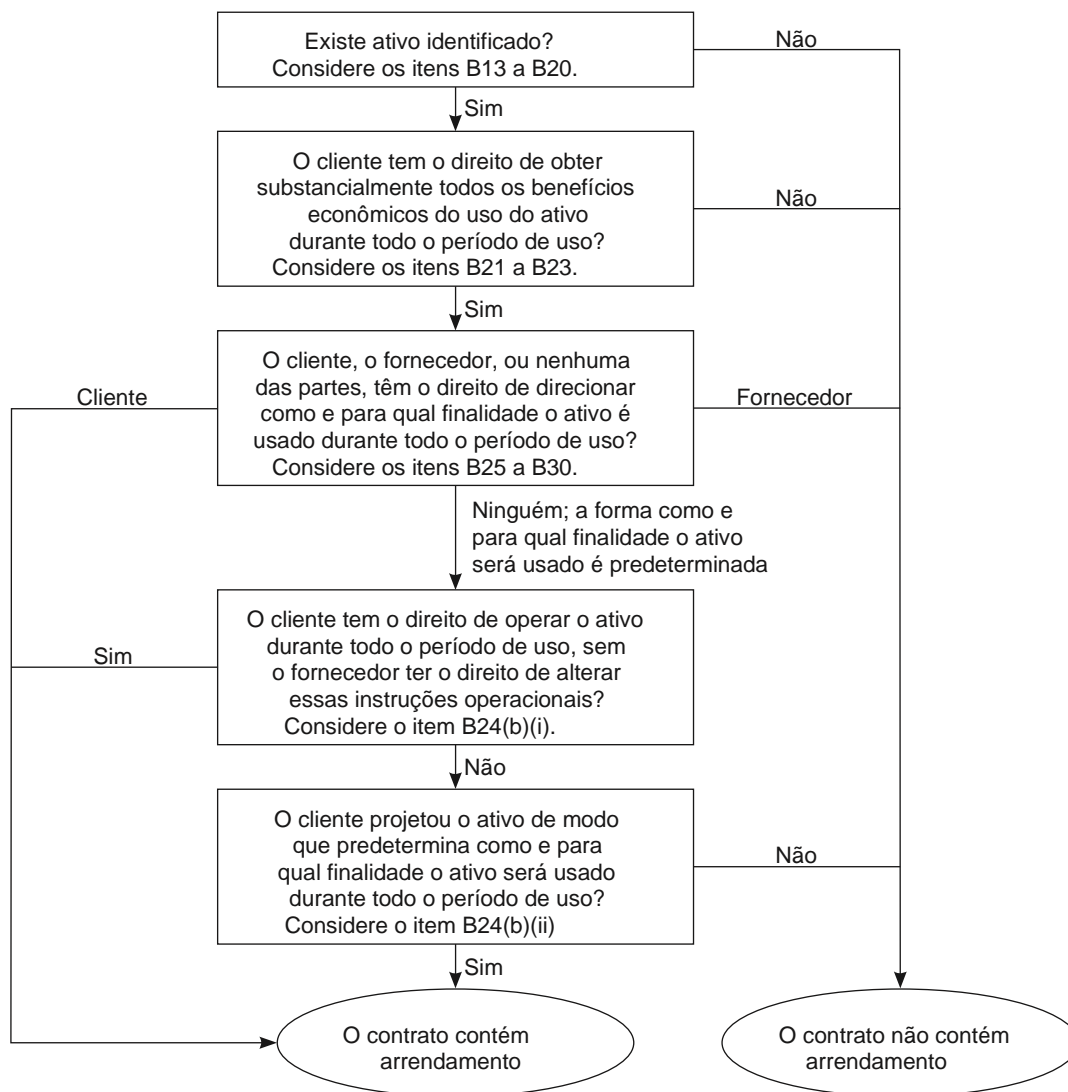 Existe ativo identificado?
Considere os itens B13 a B20.
Não
Sim
O cliente tem o direito de obter
substancialmente todos os benefícios
econômicos do uso do ativo
durante todo o período de uso?
Considere os itens B21 a B23.
Não
Sim
O cliente, o fornecedor, ou nenhuma
das partes, têm o direito de direcionar
como e para qual finalidade o ativo é
usado durante todo o período de uso?
Considere os itens B25 a B30.
Cliente
Fornecedor
Ninguém; a forma como e
para qual finalidade o ativo
será usado é predeterminada
O cliente tem o direito de operar o ativo
durante todo o período de uso, sem
o fornecedor ter o direito de alterar
essas instruções operacionais?
Considere o item B24(b)(i).
Sim
Não
O cliente projetou o ativo de modo
que predetermina como e para
qual finalidade o ativo será usado
durante todo o período de uso?
Considere o item B24(b)(ii)
Não
Sim
O contrato contém
arrendamento
O contrato não contém
arrendamento